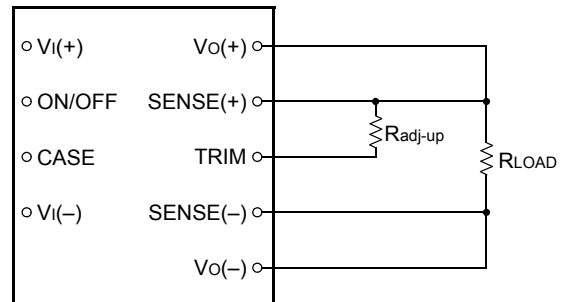 VI(+) VO(+)
ON/OFF SENSE(+)
Radj-up
CASE TRIM RLOAD
VI(–) SENSE(–)
VO(–)